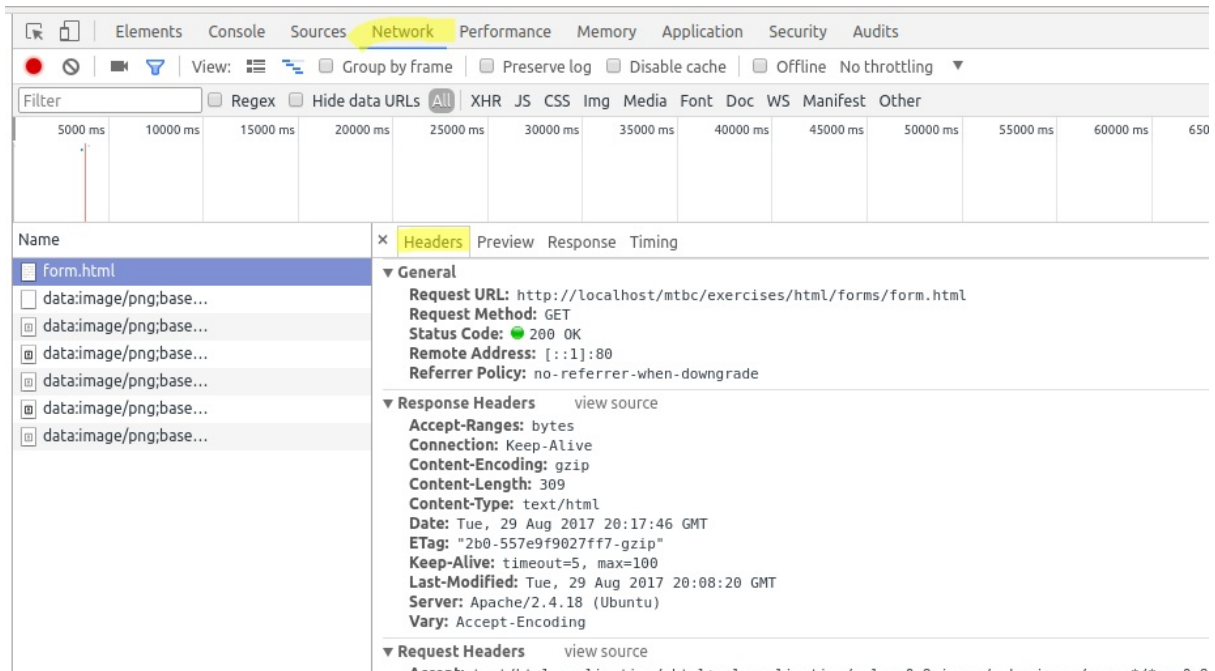 Elements Console Sources Network Performance Memory Application Security Audits
View: Group by frame Preserve log Disable cache Offline No throttling
Filter Regex Hide data URLs All XHR JS CSS Img Media Font Doc WS Manifest Other
5000 ms 10000 ms 15000 ms 20000 ms 25000 ms 30000 ms 35000 ms 40000 ms 45000 ms 50000 ms 55000 ms 60000 ms 650
Name
form.html
data:image/png;base...
data:image/png;base...
data:image/png;base...
data:image/png;base...
data:image/png;base...
data:image/png;base...
× Headers Preview Response Timing
General
Request URL: http://localhost/mtbc/exercises/html/forms/form.html
Request Method: GET
Status Code: 200 OK
Remote Address: [::1]:80
Referrer Policy: no-referrer-when-downgrade
Response Headers view source
Accept-Ranges: bytes
Connection: Keep-Alive
Content-Encoding: gzip
Content-Length: 309
Content-Type: text/html
Date: Tue, 29 Aug 2017 20:17:46 GMT
ETag: "2b0-557e9f9027ff7-gzip"
Keep-Alive: timeout=5, max=100
Last-Modified: Tue, 29 Aug 2017 20:08:20 GMT
Server: Apache/2.4.18 (Ubuntu)
Vary: Accept-Encoding
Request Headers view source